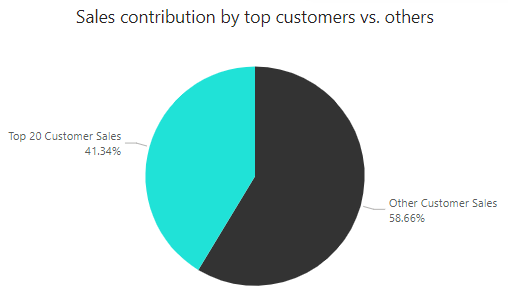 Sales contribution by top customers vs. others
Top 20 Customer Sales
41.34%
Other Customer Sales
58.66%